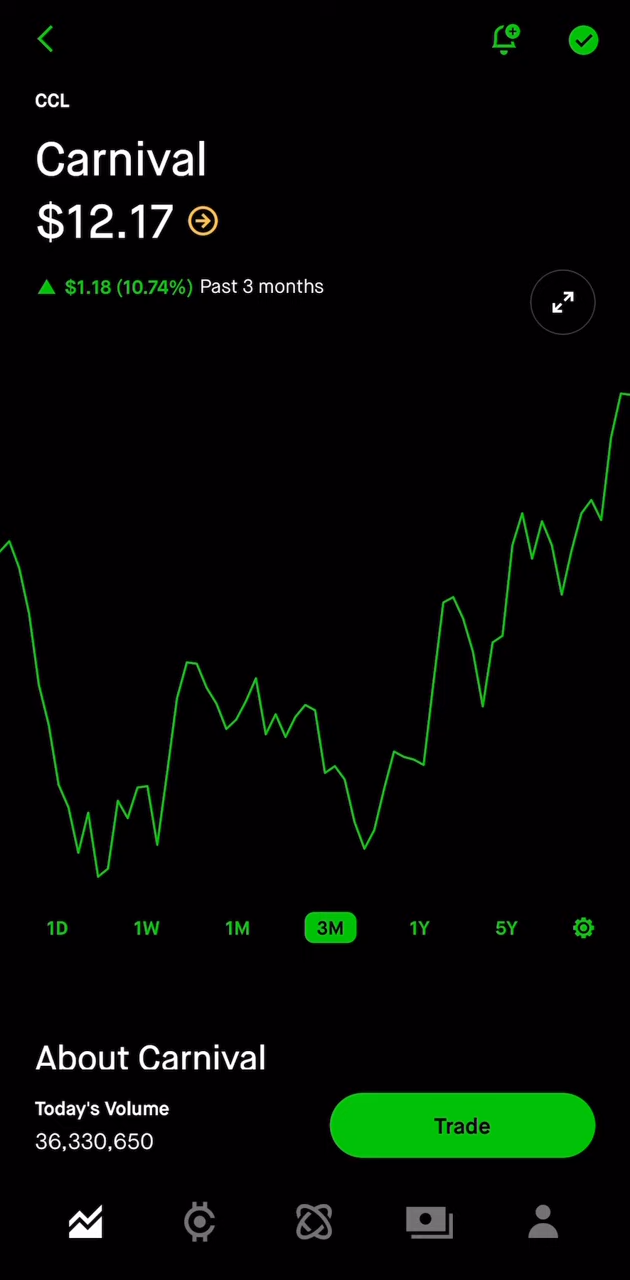 CCL
Carnival
$12.17
$1.18 (10.74%) Past 3 months
1D 1W 1M 3M 1Y 5Y
About Carnival
Today's Volume
36,330,650
Trade